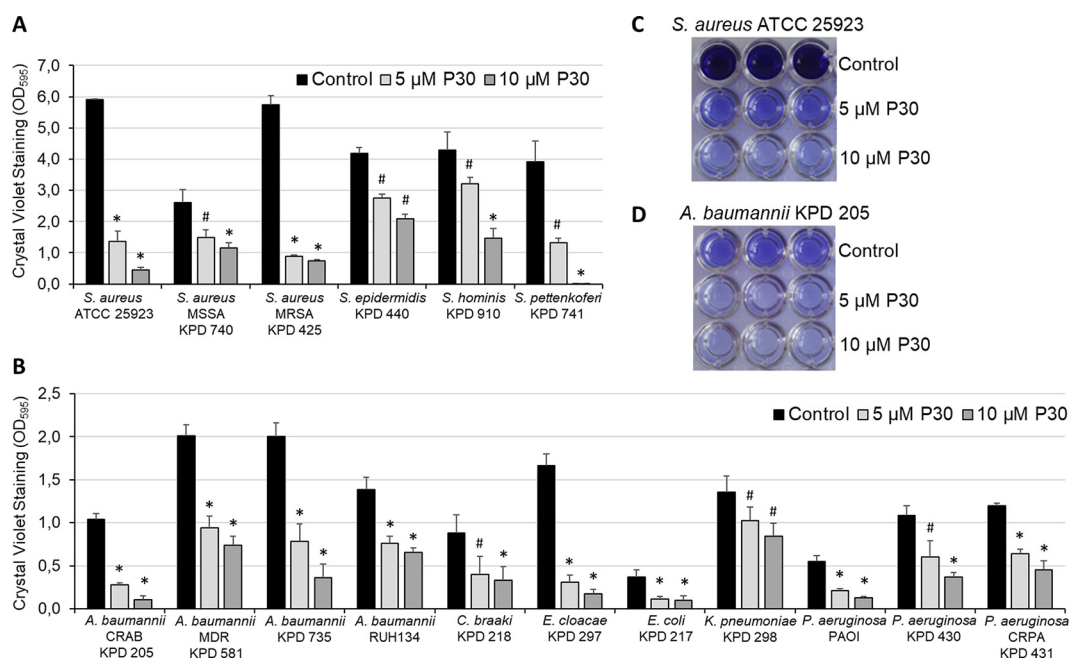 A
7,0
6,0
5,0
4,0
3,0
2,0
1,0
0,0
Crystal Violet Staining (OD595)
Control 5 µM P30 10 µM P30
* * # * * * # # # * # *
S. aureus ATCC 25923
S. aureus MSSA KPD 740
S. aureus MRSA KPD 425
S. epidermidis KPD 440
S. hominis KPD 910
S. pettenkoferi KPD 741
C
S. aureus ATCC 25923
Control
5 µM P30
10 µM P30
D
A. baumannii KPD 205
Control
5 µM P30
10 µM P30
B
2,5
2,0
1,5
1,0
0,5
0,0
Crystal Violet Staining (OD595)
Control 5 µM P30 10 µM P30
* * * * * * * * # * * * * * # # * * # * * *
A. baumannii CRAB KPD 205
A. baumannii MDR KPD 581
A. baumannii KPD 735
A. baumannii RUH134
C. braaki KPD 218
E. cloacae KPD 297
E. coli KPD 217
K. pneumoniae KPD 298
P. aeruginosa PAOI
P. aeruginosa KPD 430
P. aeruginosa CRPA KPD 431